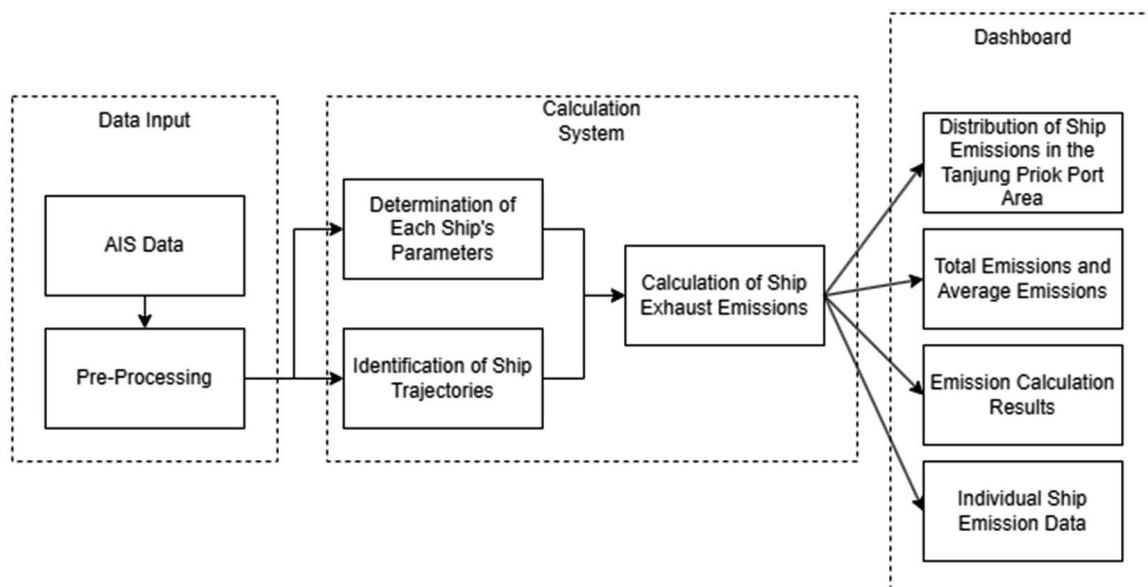 Data Input
AIS Data
Pre-Processing
Calculation
System
Determination of
Each Ship's
Parameters
Identification of Ship
Trajectories
Calculation of Ship
Exhaust Emissions
Dashboard
Distribution of Ship
Emissions in the
Tanjung Priok Port
Area
Total Emissions and
Average Emissions
Emission Calculation
Results
Individual Ship
Emission Data